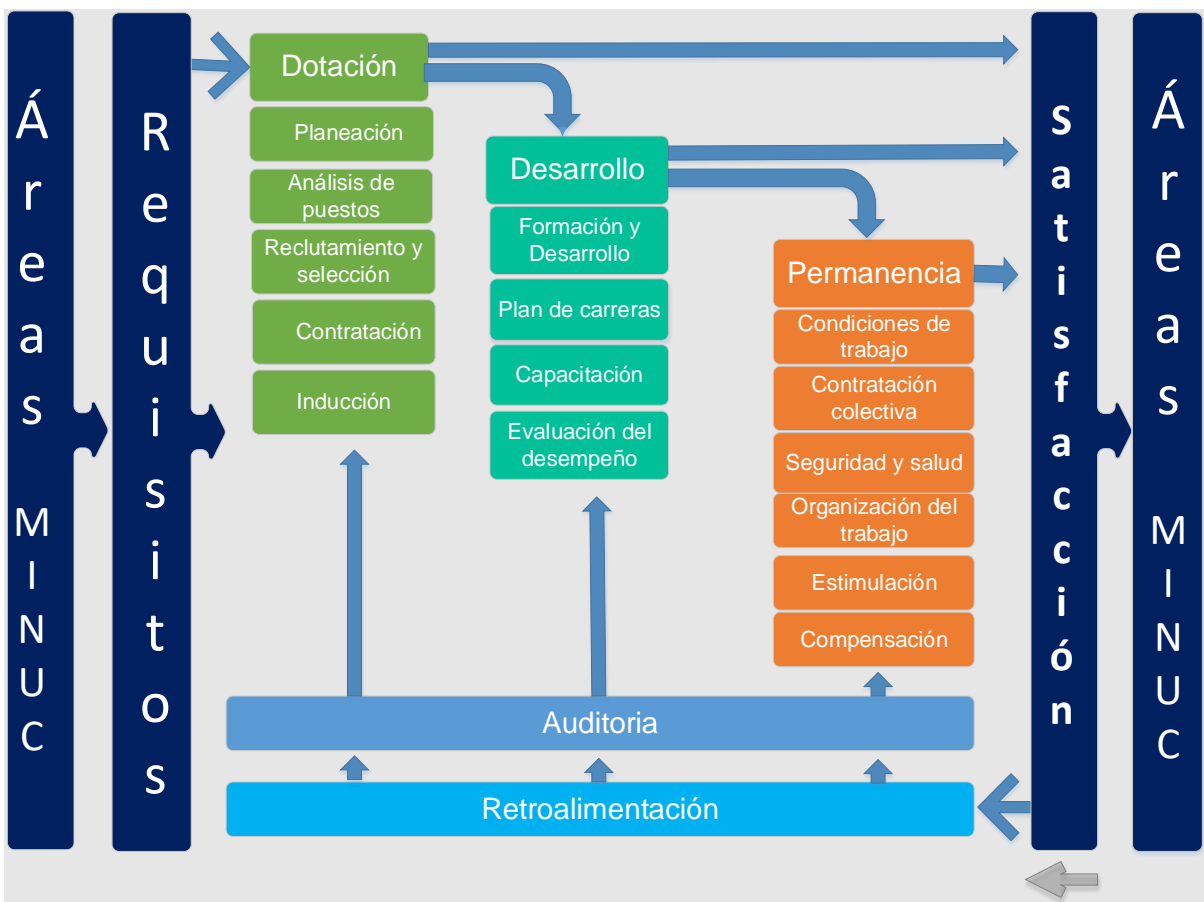 Áreas MINUC
Requisitos
Dotación
Planeación
Análisis de
puestos
Reclutamiento y
selección
Contratación
Inducción
Desarrollo
Formación y
Desarrollo
Plan de carreras
Capacitación
Evaluación del
desempeño
Permanencia
Condiciones de
trabajo
Contratación
colectiva
Seguridad y salud
Organización del
trabajo
Estimulación
Compensación
Auditoria
Retroalimentación
Satisfacción
Áreas MINUC